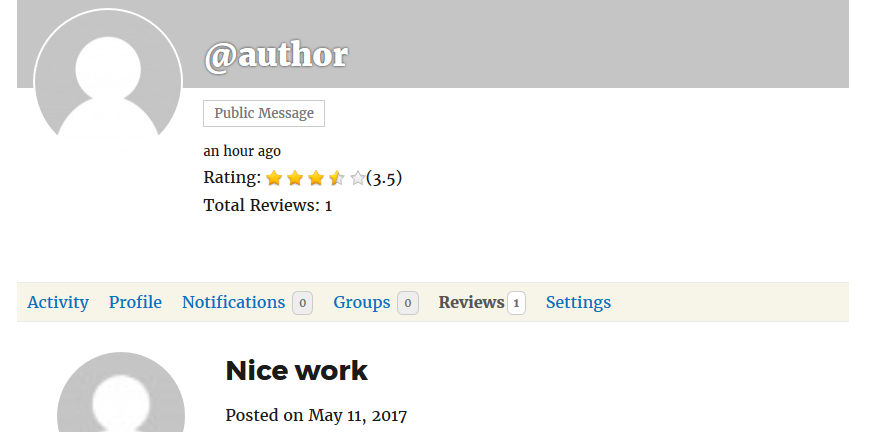 @author
Public Message
an hour ago
Rating: (3.5)
Total Reviews: 1
Activity Profile Notifications 0 Groups 0 Reviews 1 Settings
Nice work
Posted on May 11, 2017